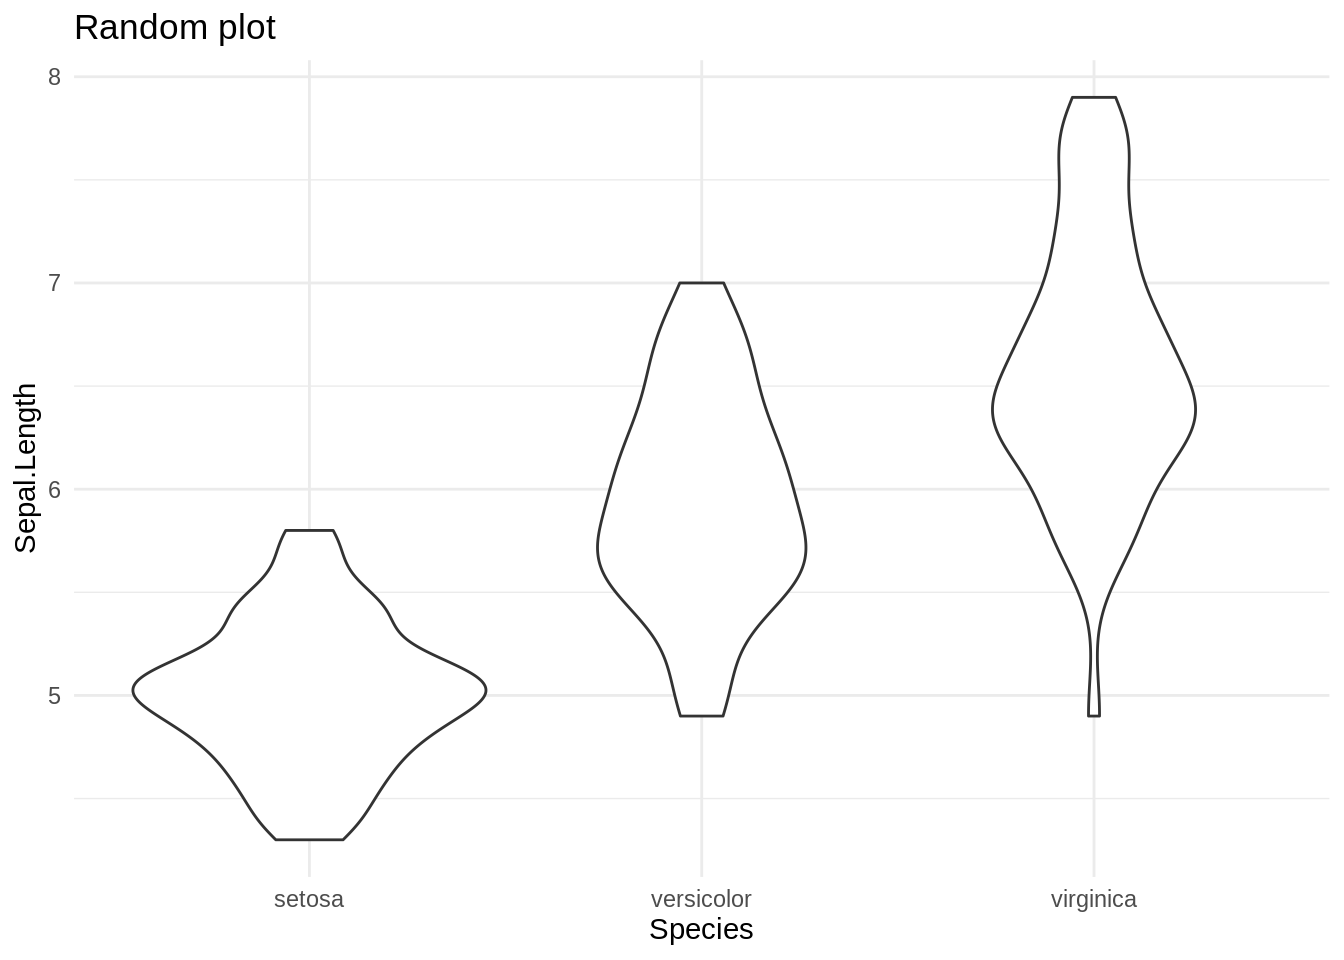 Random plot
8
7
6
5
Sepal.Length
setosa versicolor virginica
Species